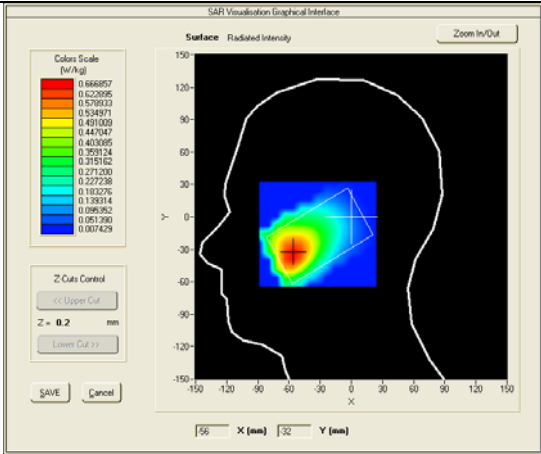 SAR Visualisation Graphical Interface
Surface Radiated Intensity
Zoom In/Out
Colors Scale
(W/kg)
0.666857
0.622895
0.578933
0.534971
0.491009
0.447047
0.403085
0.359124
0.315162
0.271200
0.227238
0.183276
0.139314
0.095352
0.051390
0.007429
Z-Cuts Control
<< Upper Cut
Z = 0.2 mm
Lower Cut >>
SAVE Cancel
150-
120-
90-
60-
30-
0-
-30-
-60-
-90-
-120-
-150-
Y
-150 -120 -90 -60 -30 0 30 60 90 120 150
X
-56 X (mm) -32 Y (mm)